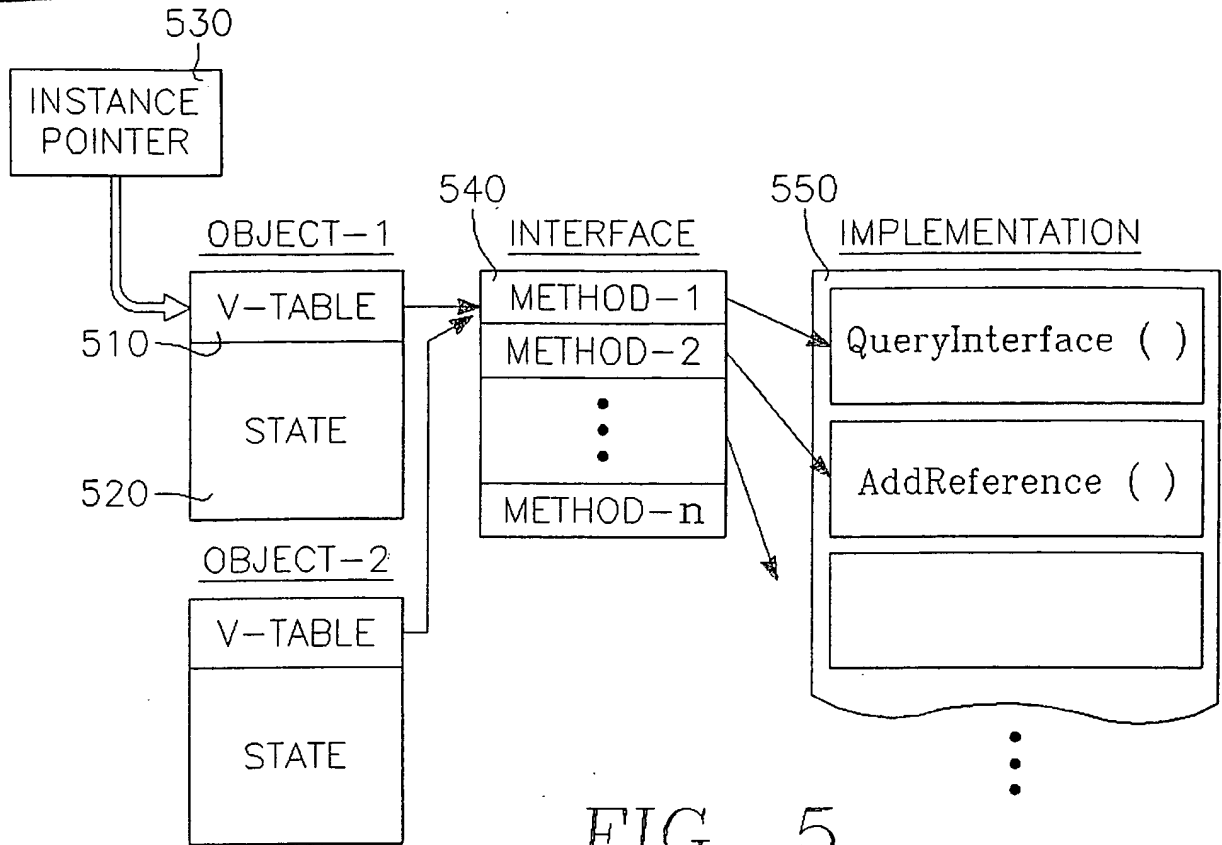 530
INSTANCE
POINTER
540
550
OBJECT-1
INTERFACE
IMPLEMENTATION
V-TABLE
METHOD-1
QueryInterface ( )
510
METHOD-2
STATE
AddReference ( )
520
METHOD-n
OBJECT-2
V-TABLE
STATE
FIG. 5